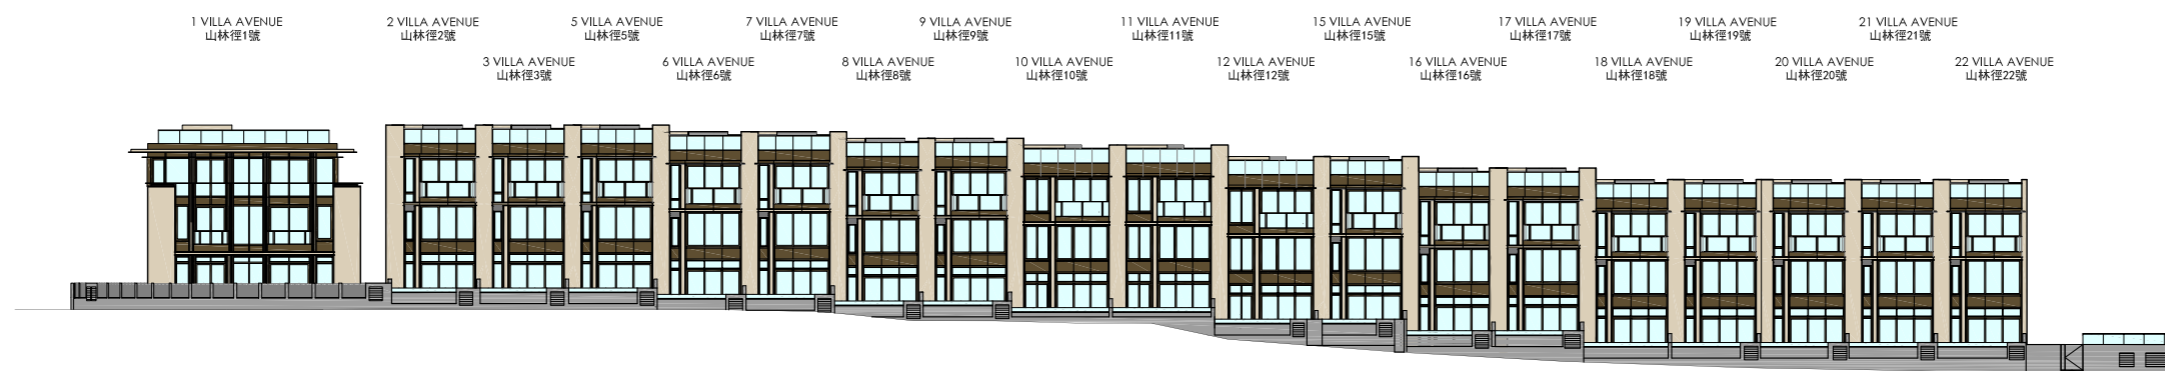 1 VILLA AVENUE
山林徑1號
2 VILLA AVENUE
山林徑2號
5 VILLA AVENUE
山林徑5號
7 VILLA AVENUE
山林徑7號
9 VILLA AVENUE
山林徑9號
11 VILLA AVENUE
山林徑11號
15 VILLA AVENUE
山林徑15號
17 VILLA AVENUE
山林徑17號
19 VILLA AVENUE
山林徑19號
21 VILLA AVENUE
山林徑21號
3 VILLA AVENUE
山林徑3號
6 VILLA AVENUE
山林徑6號
8 VILLA AVENUE
山林徑8號
10 VILLA AVENUE
山林徑10號
12 VILLA AVENUE
山林徑12號
16 VILLA AVENUE
山林徑16號
18 VILLA AVENUE
山林徑18號
20 VILLA AVENUE
山林徑20號
22 VILLA AVENUE
山林徑22號